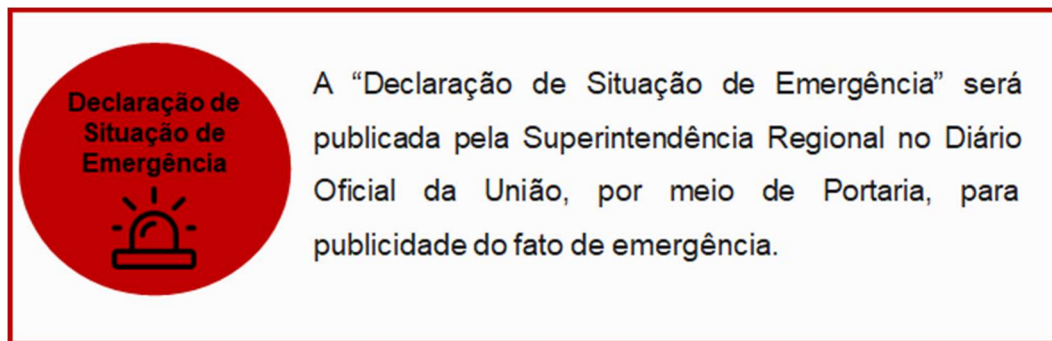 Declaração de
Situação de
Emergência
A “Declaração de Situação de Emergência” será
publicada pela Superintendência Regional no Diário
Oficial da União, por meio de Portaria, para
publicidade do fato de emergência.